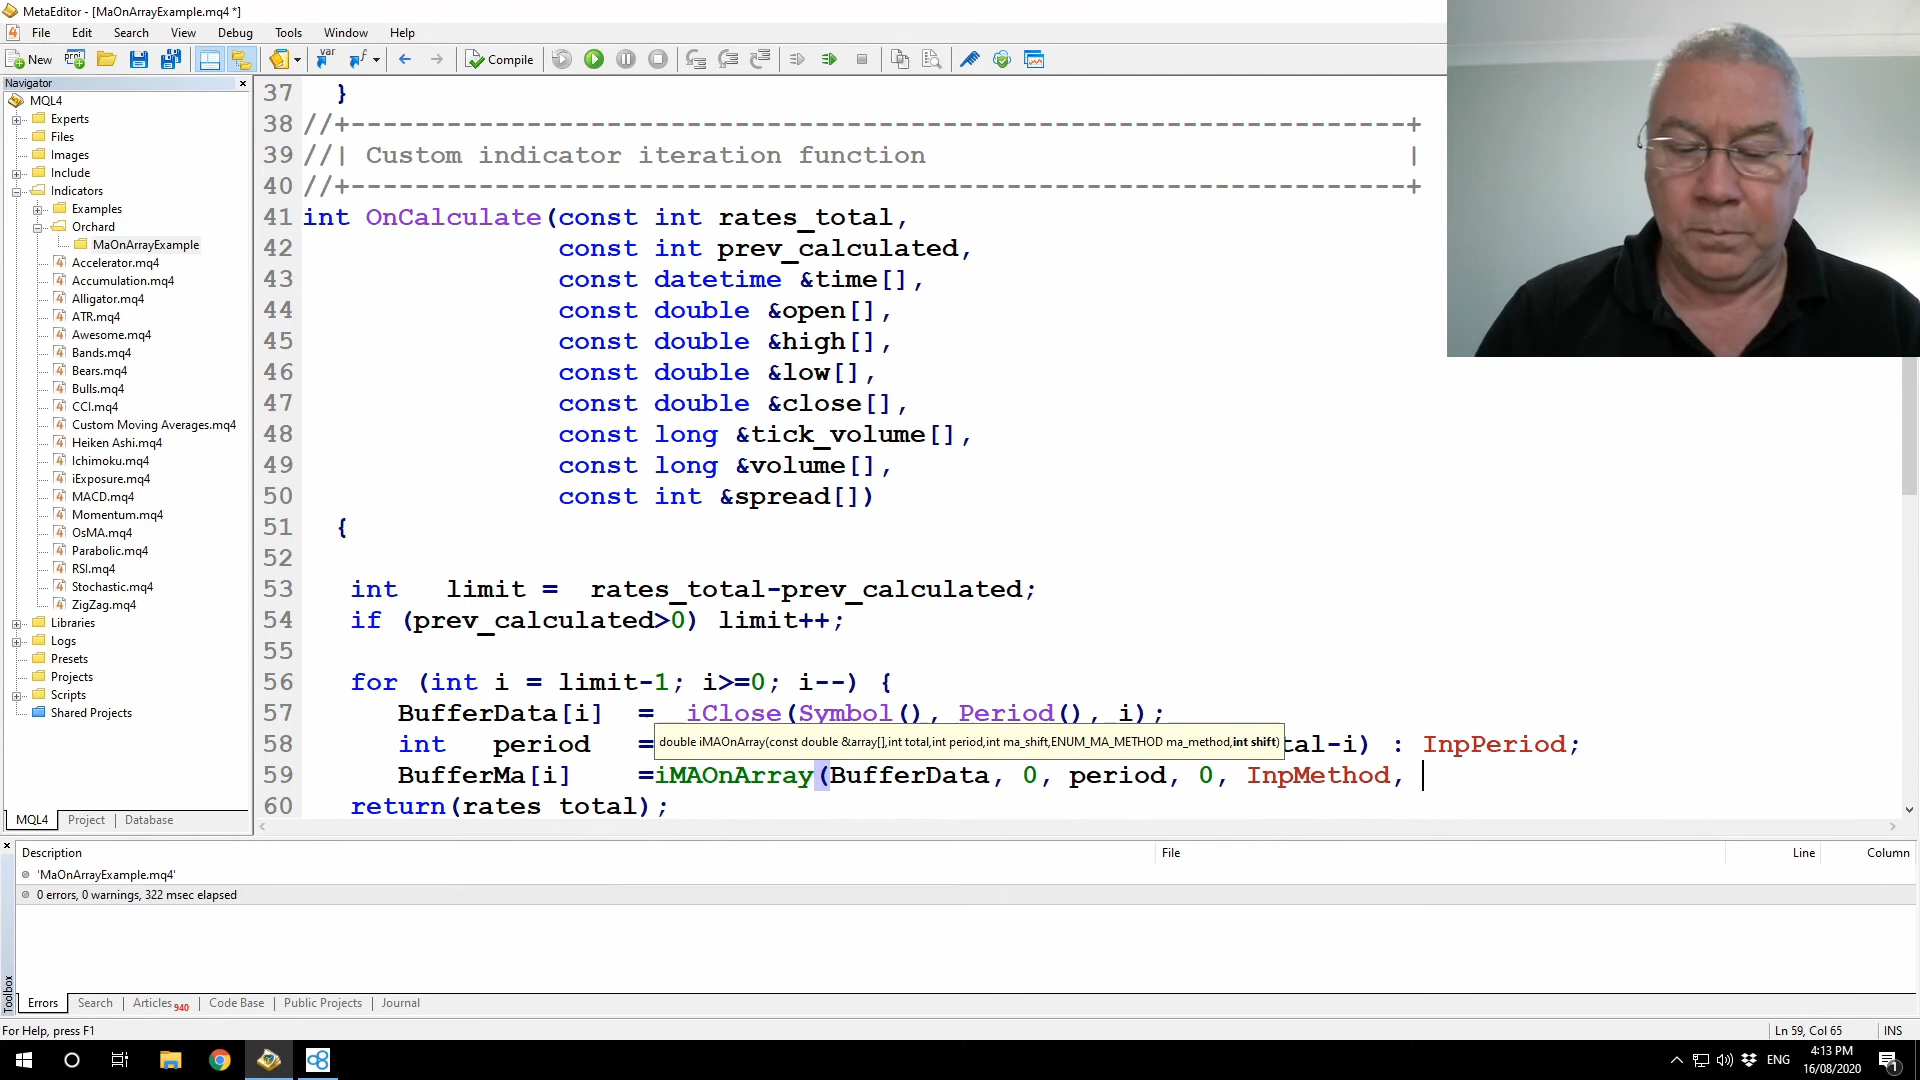 MetaEditor - [MaOnArrayExample.mq4 *]
File Edit Search View Debug Tools Window Help
New Compile
Navigator
MQL4
Experts
Files
Images
Include
Indicators
Examples
Orchard
MaOnArrayExample
Accelerator.mq4
Accumulation.mq4
Alligator.mq4
ATR.mq4
Awesome.mq4
Bands.mq4
Bears.mq4
Bulls.mq4
CCI.mq4
Custom Moving Averages.mq4
Heiken Ashi.mq4
Ichimoku.mq4
iExposure.mq4
MACD.mq4
Momentum.mq4
OsMA.mq4
Parabolic.mq4
RSI.mq4
Stochastic.mq4
ZigZag.mq4
Libraries
Logs
Presets
Projects
Scripts
Shared Projects
MQL4 Project Database
37 }
38 //+------------------------------------------------------------------+
39 //| Custom indicator iteration function |
40 //+------------------------------------------------------------------+
41 int OnCalculate(const int rates_total,
42 const int prev_calculated,
43 const datetime &time[],
44 const double &open[],
45 const double &high[],
46 const double &low[],
47 const double &close[],
48 const long &tick_volume[],
49 const long &volume[],
50 const int &spread[])
51 {
52
53 int limit = rates_total-prev_calculated;
54 if (prev_calculated>0) limit++;
55
56 for (int i = limit-1; i>=0; i--) {
57 BufferData[i] = iClose(Symbol(), Period(), i);
double iMAOnArray(const double &array[],int total,int period,int ma_shift,ENUM_MA_METHOD ma_method,int shift)
58 int period = tal-i) : InpPeriod;
59 BufferMa[i] =iMAOnArray(BufferData, 0, period, 0, InpMethod,
60 return(rates total);
Description File Line Column
'MaOnArrayExample.mq4'
0 errors, 0 warnings, 322 msec elapsed
Toolbox
Errors Search Articles 940 Code Base Public Projects Journal
For Help, press F1 Ln 59, Col 65 INS
ENG 4:13 PM
16/08/2020
1